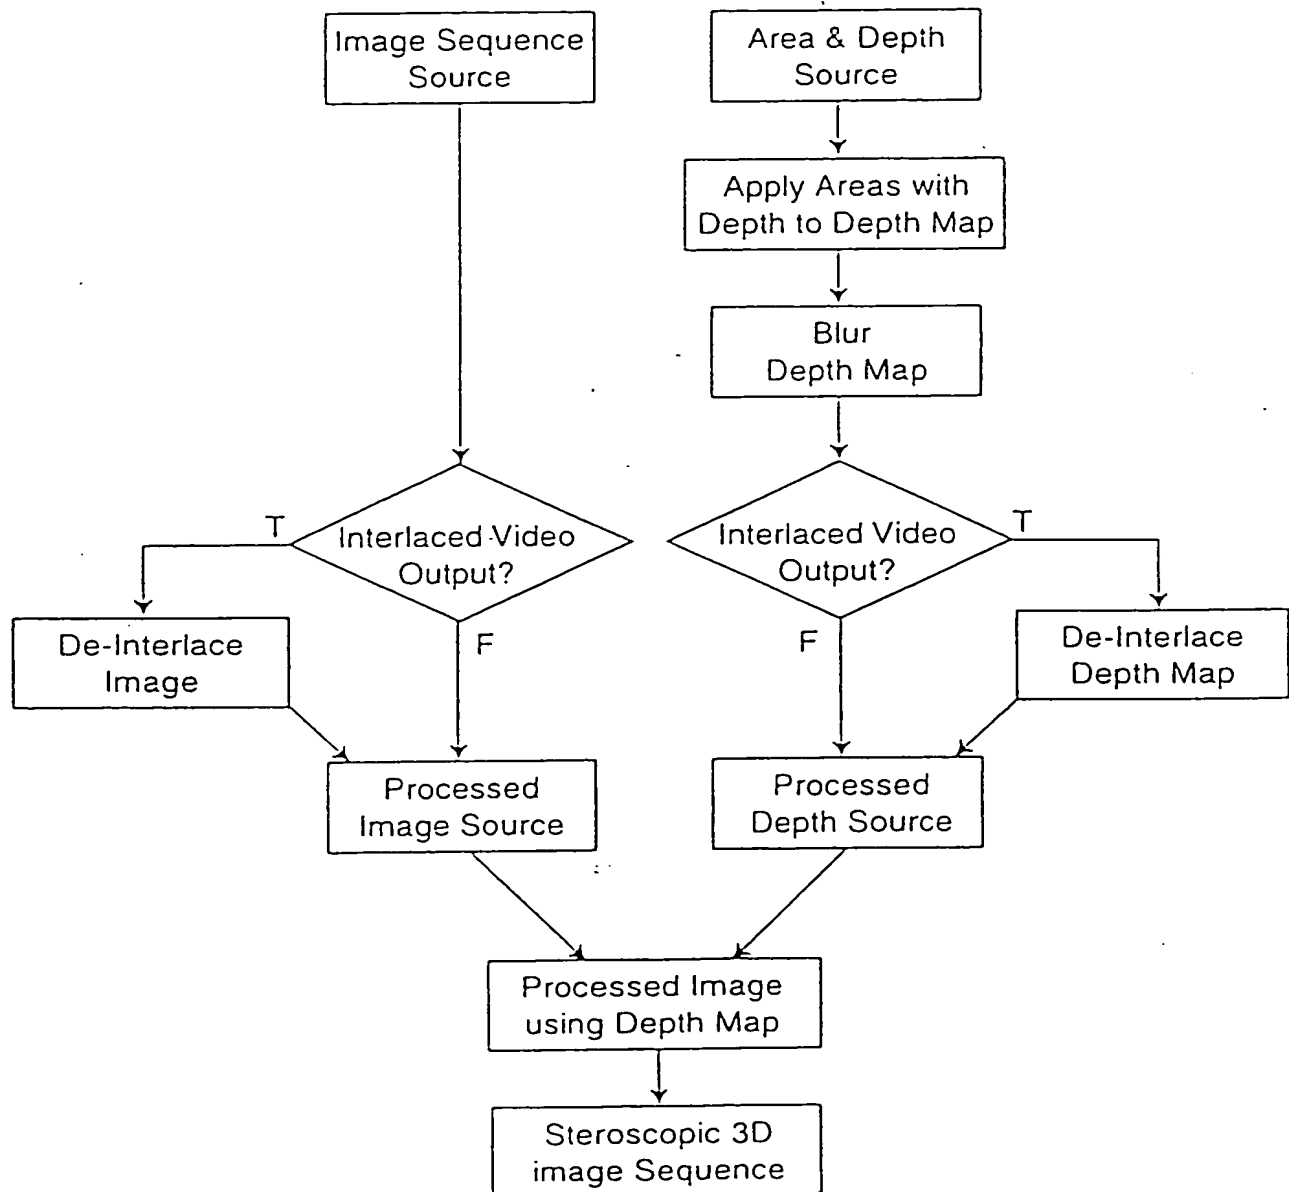 Image Sequence
Source
Area & Depth
Source
Apply Areas with
Depth to Depth Map
Blur
Depth Map
T
Interlaced Video
Output?
F
Interlaced Video
Output?
T
F
De-Interlace
Image
De-Interlace
Depth Map
Processed
Image Source
Processed
Depth Source
Processed Image
using Depth Map
Steroscopic 3D
image Sequence